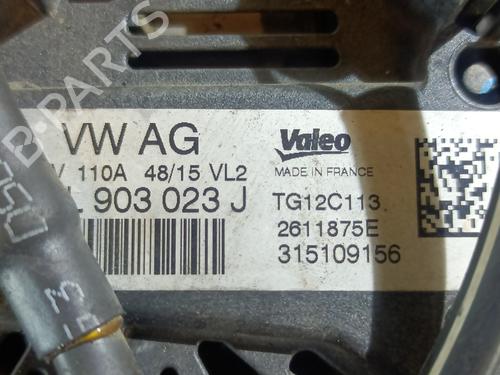 B-PARTS
VW AG
Valeo
110A 48/15 VL2
MADE IN FRANCE
903 023 J
TG12C113
2611875E
315109156